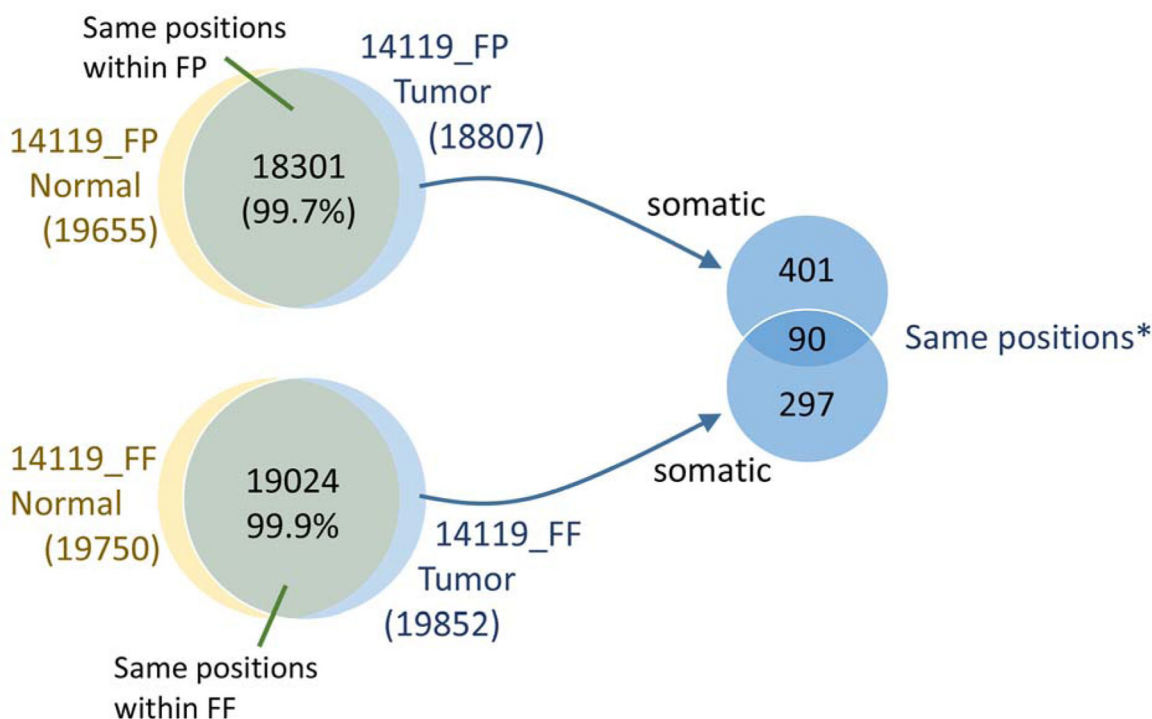 Same positions
within FP
14119_FP
Tumor
(18807)
14119_FP
Normal
(19655)
18301
(99.7%)
somatic
401
90
Same positions*
297
somatic
14119_FF
Normal
(19750)
19024
99.9%
14119_FF
Tumor
(19852)
Same positions
within FF